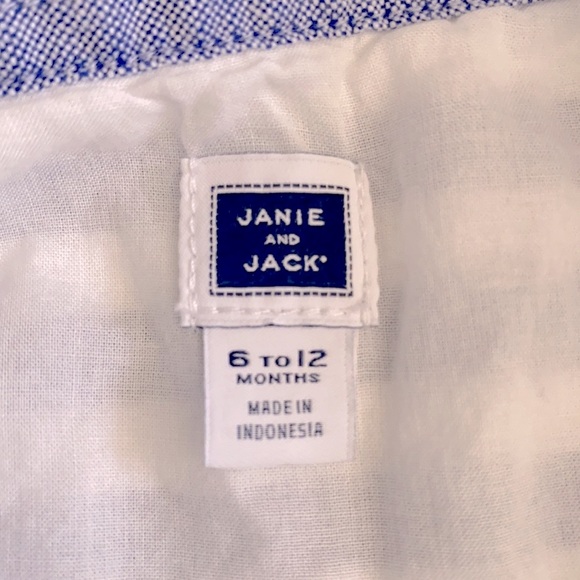 JANIE
AND
JACK®
6 TO 12
MONTHS
MADE IN
INDONESIA